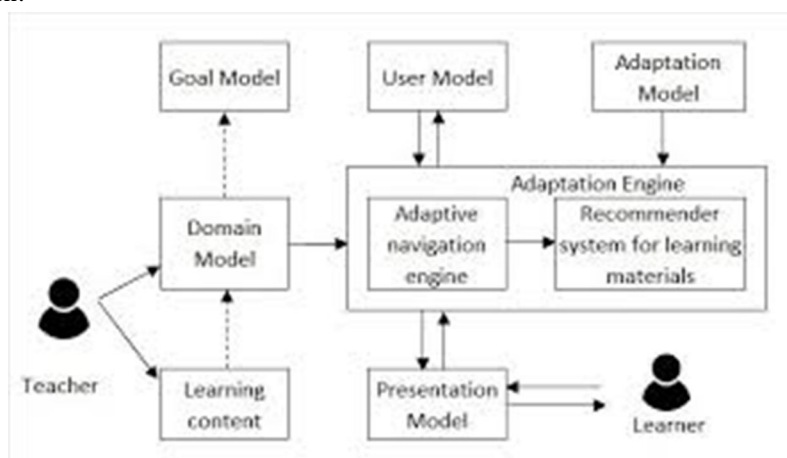 Goal Model
User Model
Adaptation
Model
Adaptation Engine
Domain
Model
Adaptive
navigation
engine
Recommender
system for learning
materials
Teacher
Learning
content
Presentation
Model
Learner